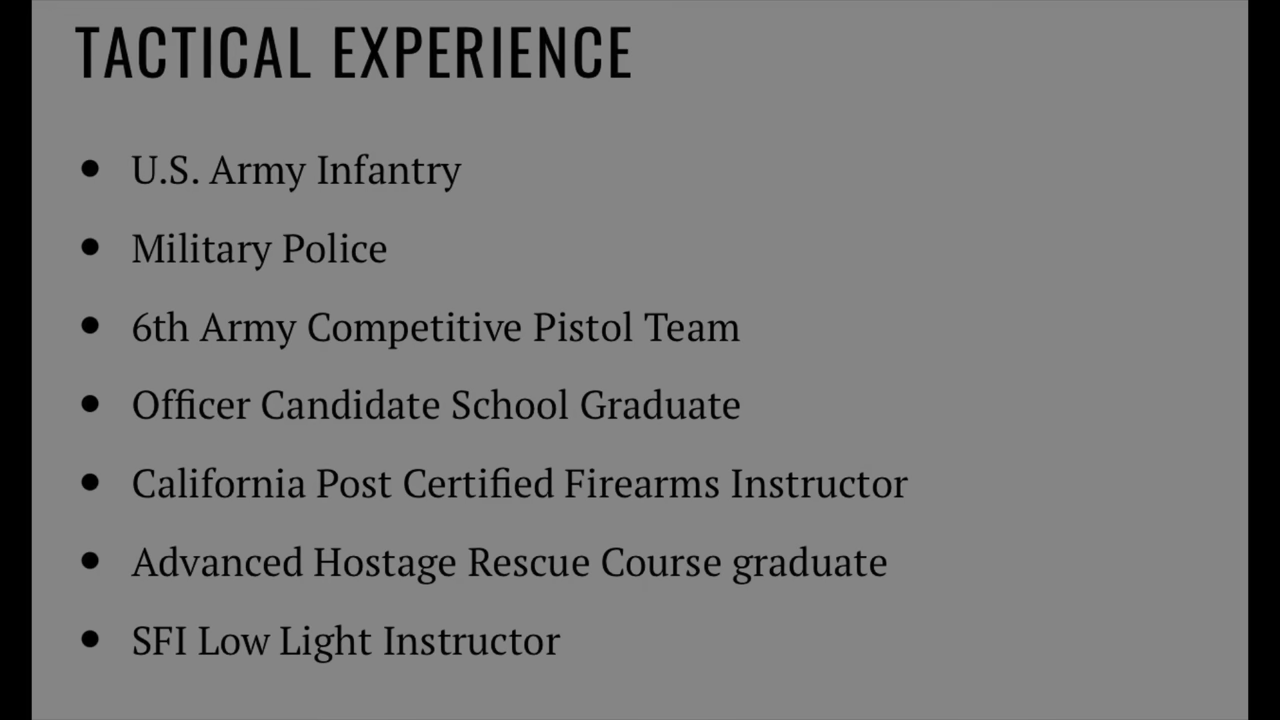 TACTICAL EXPERIENCE
• U.S. Army Infantry
• Military Police
• 6th Army Competitive Pistol Team
• Officer Candidate School Graduate
• California Post Certified Firearms Instructor
• Advanced Hostage Rescue Course graduate
• SFI Low Light Instructor